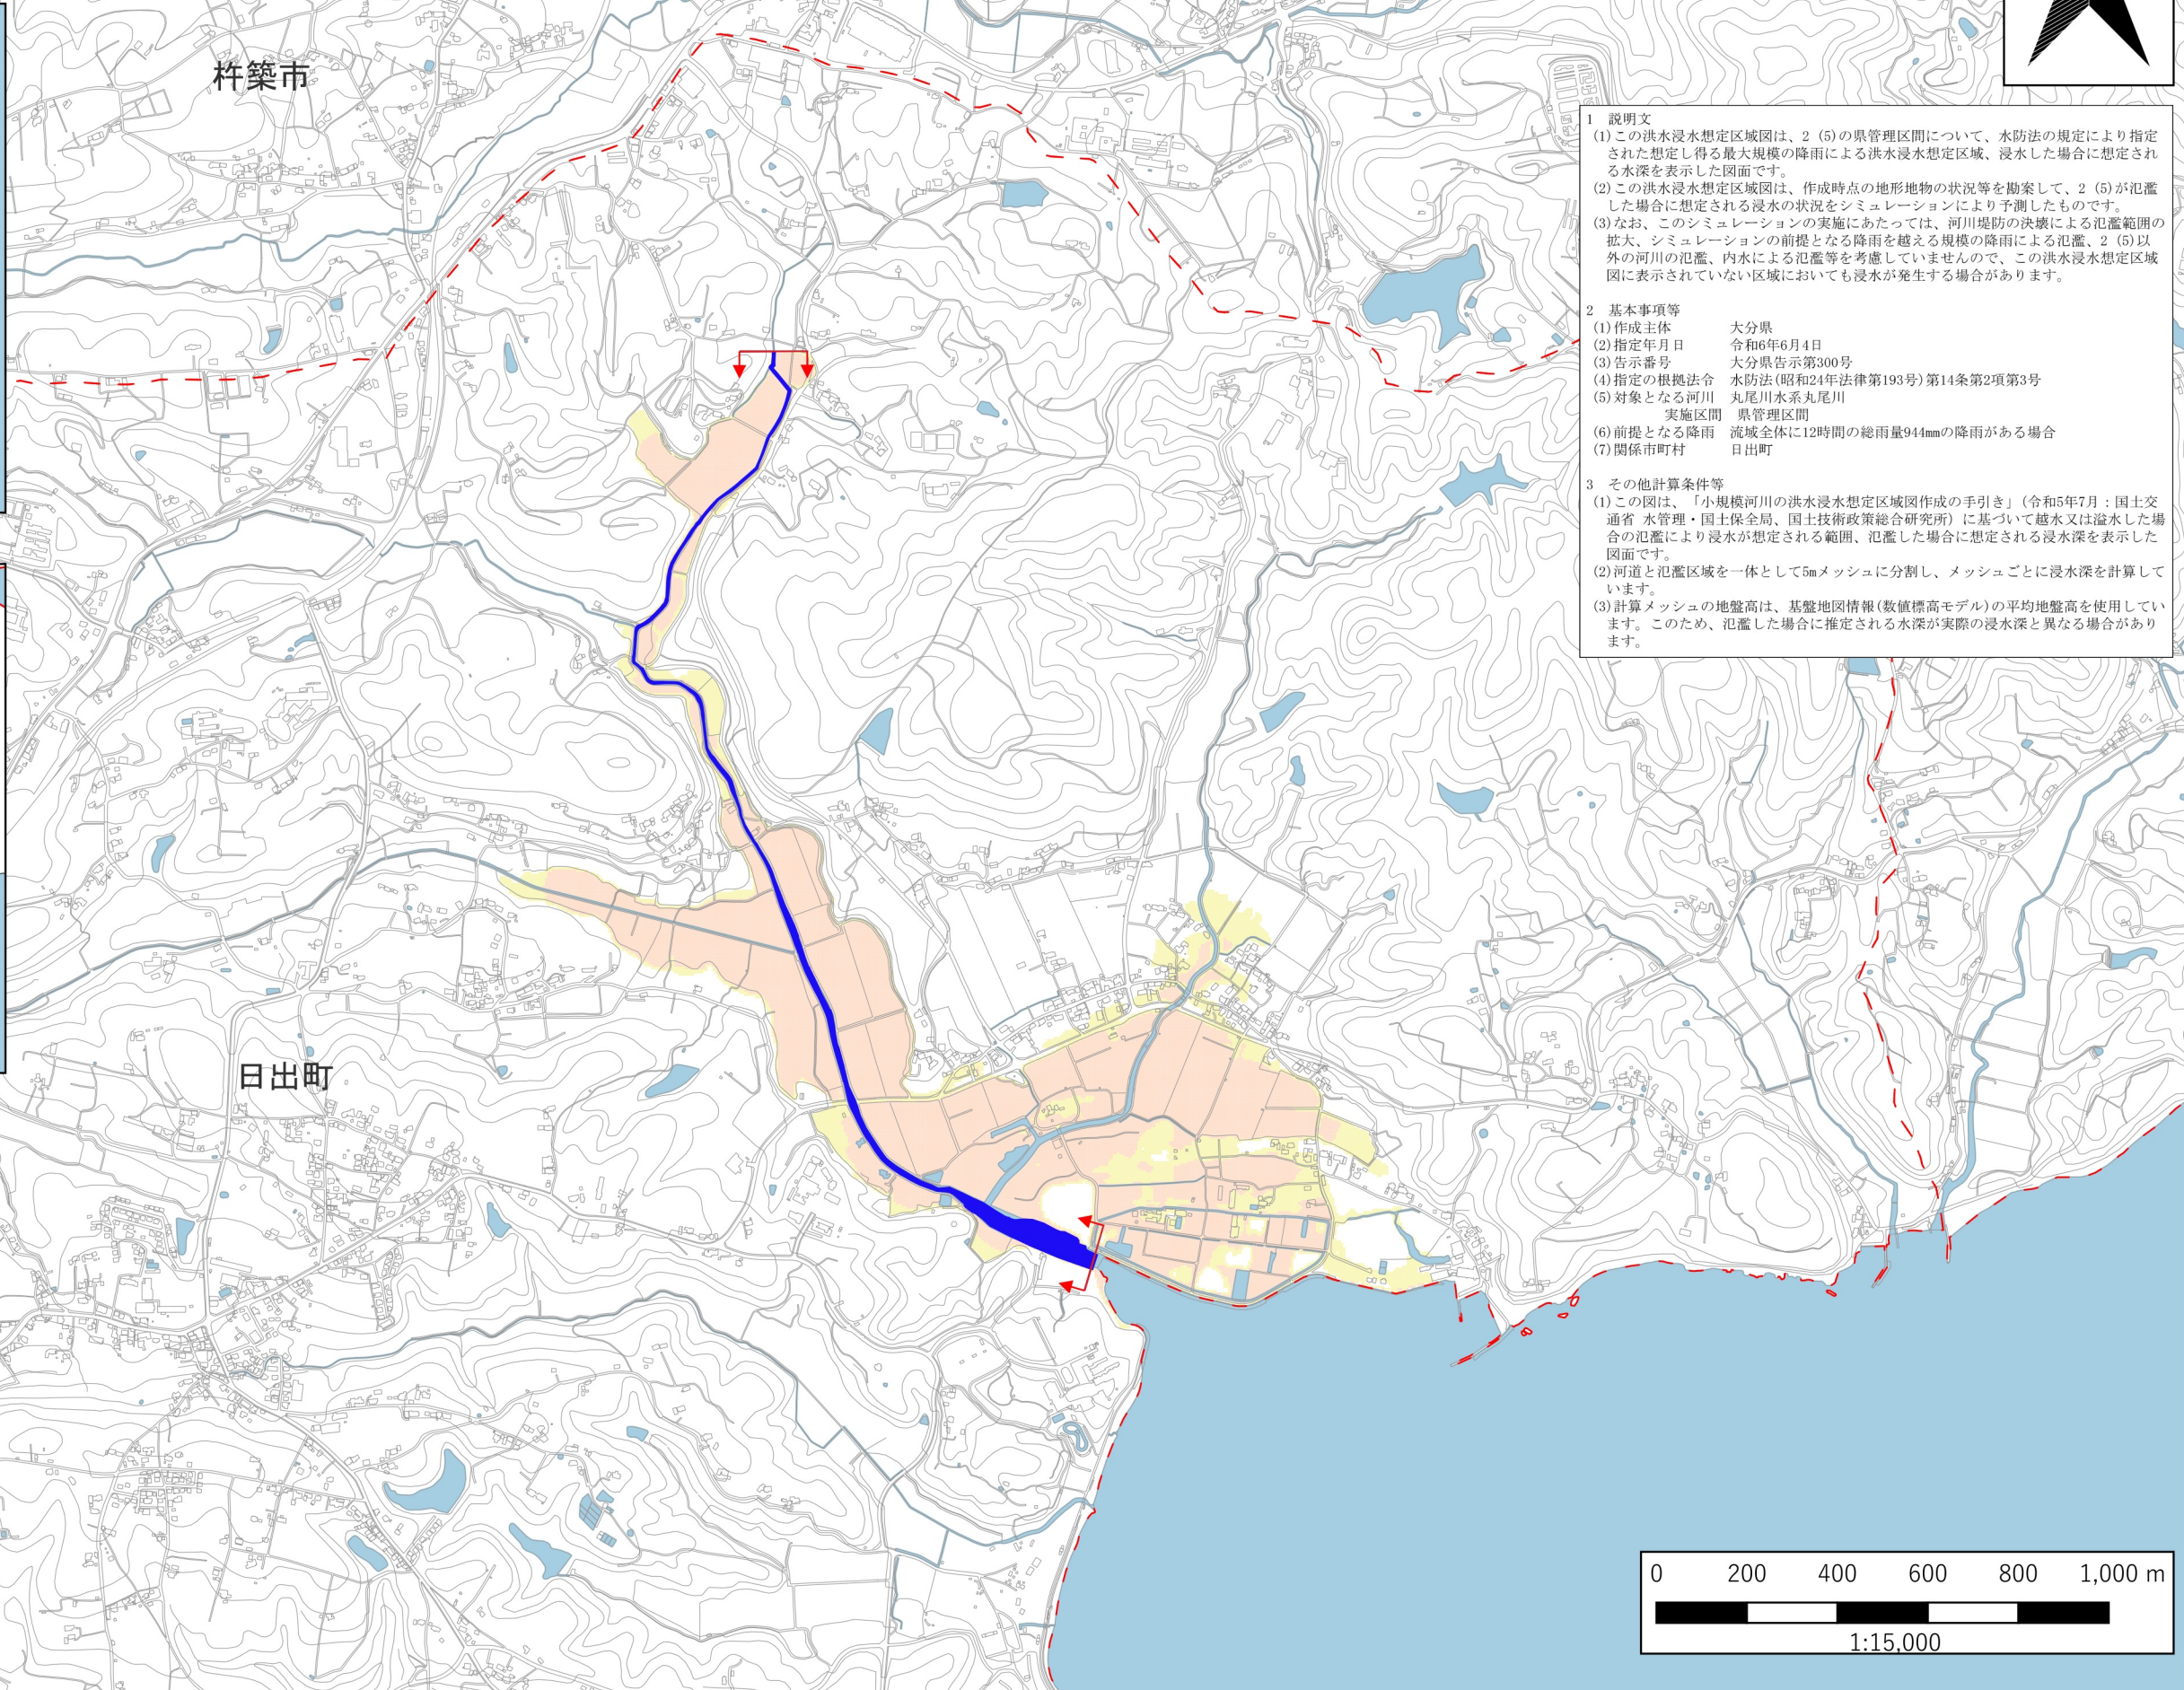 杵築市
1 説明文
(1)この洪水浸水想定区域図は、2 (5)の県管理区間について、水防法の規定により指定
された想定し得る最大規模の降雨による洪水浸水想定区域、浸水した場合に想定され
る水深を表示した図面です。
(2)この洪水浸水想定区域図は、作成時点の地形地物の状況等を勘案して、2 (5)が氾濫
した場合に想定される浸水の状況をシミュレーションにより予測したものです。
(3)なお、このシミュレーションの実施にあたっては、河川堤防の決壊による氾濫範囲の
拡大、シミュレーションの前提となる降雨を越える規模の降雨による氾濫、2 (5)以
外の河川の氾濫、内水による氾濫等を考慮していませんので、この洪水浸水想定区域
図に表示されていない区域においても浸水が発生する場合があります。
2 基本事項等
(1)作成主体 大分県
(2)指定年月日 令和6年6月4日
(3)告示番号 大分県告示第300号
(4)指定の根拠法令 水防法(昭和24年法律第193号)第14条第2項第3号
(5)対象となる河川 丸尾川水系丸尾川
実施区間 県管理区間
(6)前提となる降雨 流域全体に12時間の総雨量944㎜の降雨がある場合
(7)関係市町村 日出町
3 その他計算条件等
(1)この図は、「小規模河川の洪水浸水想定区域図作成の手引き」(令和5年7月:国土交
通省 水管理・国土保全局、国土技術政策総合研究所) に基づいて越水又は溢水した場
合の氾濫により浸水が想定される範囲、氾濫した場合に想定される浸水深を表示した
図面です。
(2)河道と氾濫区域を一体として5mメッシュに分割し、メッシュごとに浸水深を計算して
います。
(3)計算メッシュの地盤高は、基盤地図情報(数値標高モデル)の平均地盤高を使用してい
ます。このため、氾濫した場合に推定される水深が実際の浸水深と異なる場合があり
ます。
日出町
0 200 400 600 800 1,000 m
1:15,000